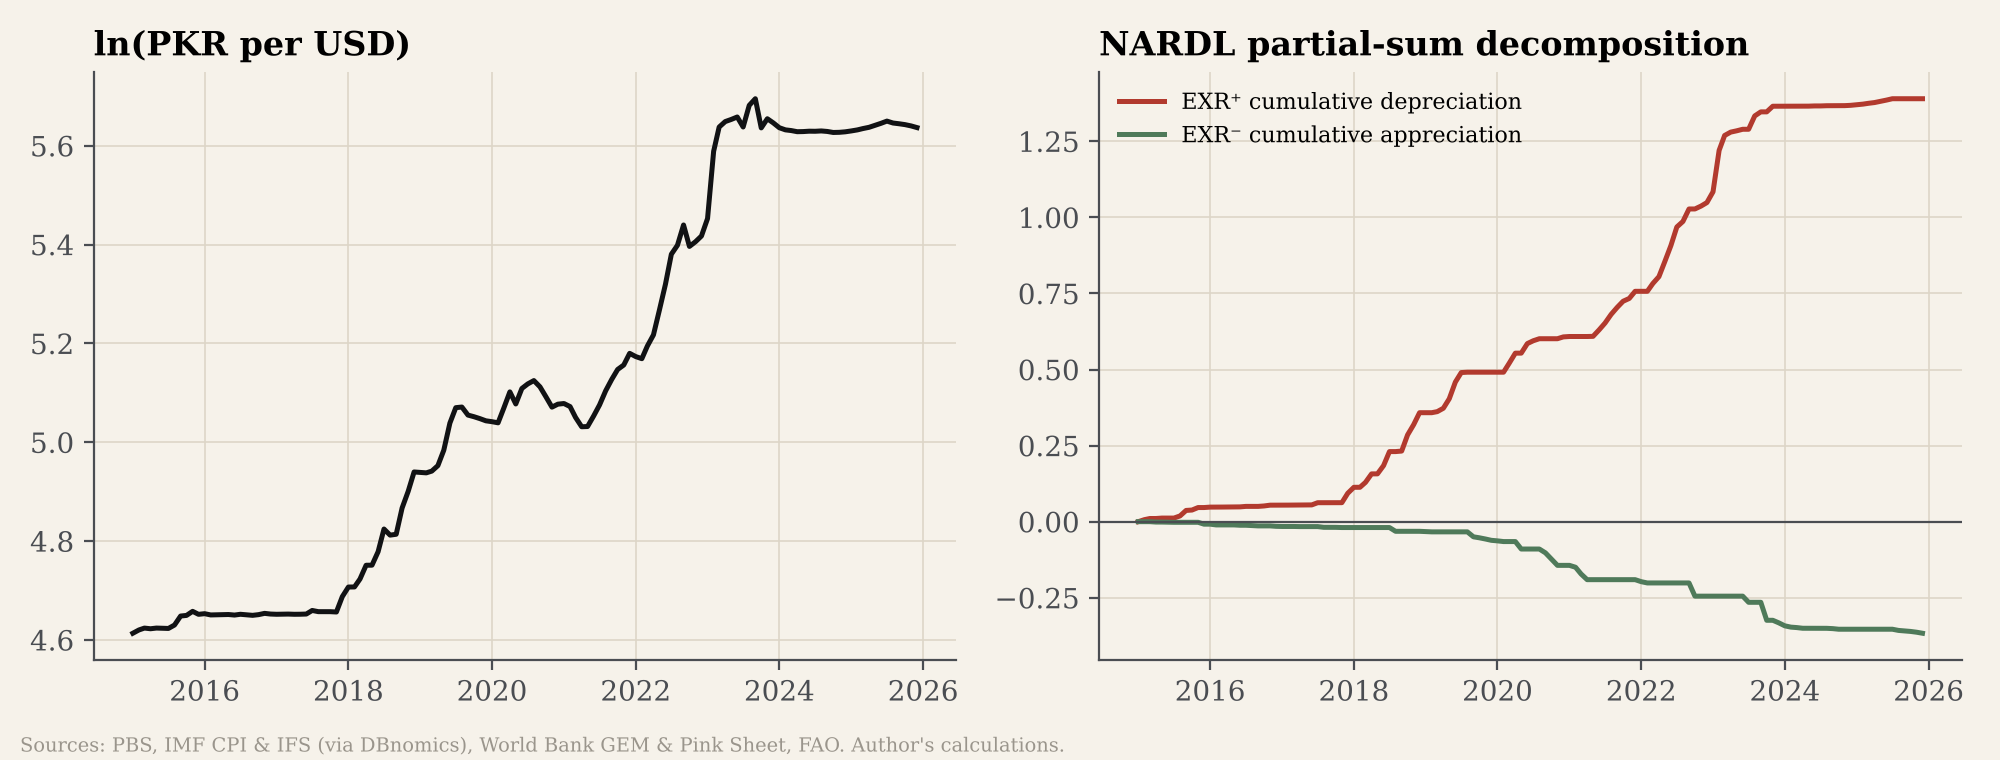 ln(PKR per USD)
5.6
5.4
5.2
5.0
4.8
4.6
2016 2018 2020 2022 2024 2026
NARDL partial-sum decomposition
EXR⁺ cumulative depreciation
EXR⁻ cumulative appreciation
1.25
1.00
0.75
0.50
0.25
0.00
−0.25
2016 2018 2020 2022 2024 2026
Sources: PBS, IMF CPI & IFS (via DBnomics), World Bank GEM & Pink Sheet, FAO. Author's calculations.